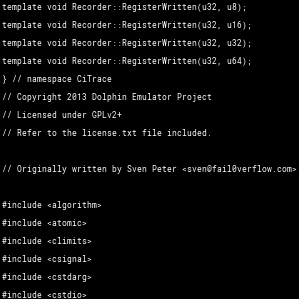 template void Recorder::RegisterWritten(u32, u8);
template void Recorder::RegisterWritten(u32, u16);
template void Recorder::RegisterWritten(u32, u32);
template void Recorder::RegisterWritten(u32, u64);
} // namespace CiTrace
// Copyright 2013 Dolphin Emulator Project
// Licensed under GPLv2+
// Refer to the license.txt file included.
// Originally written by Sven Peter <sven@fail0verflow.com>
#include <algorithm>
#include <atomic>
#include <climits>
#include <csignal>
#include <cstdarg>
#include <cstdio>